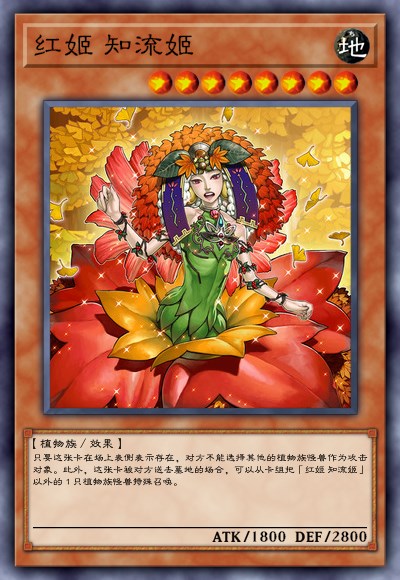 红姬 知流姬
地
【植物族／效果】
只要这张卡在场上表侧表示存在，对方不能选择其他的植物族怪兽作为攻击
对象。此外，这张卡被对方送去墓地的场合，可以从卡组把「红姬 知流姬」
以外的１只植物族怪兽特殊召唤。
ATK/1800 DEF/2800